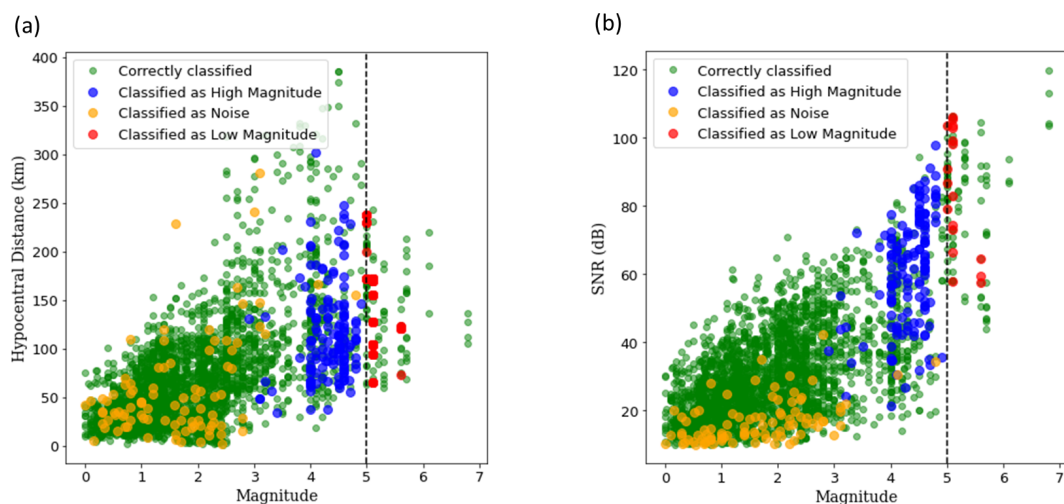 (a)
400
350
300
250
200
150
100
50
0
Hypocentral Distance (km)
Correctly classified
Classified as High Magnitude
Classified as Noise
Classified as Low Magnitude
0 1 2 3 4 5 6 7
Magnitude
(b)
120
100
80
60
40
20
SNR (dB)
Correctly classified
Classified as High Magnitude
Classified as Noise
Classified as Low Magnitude
0 1 2 3 4 5 6 7
Magnitude